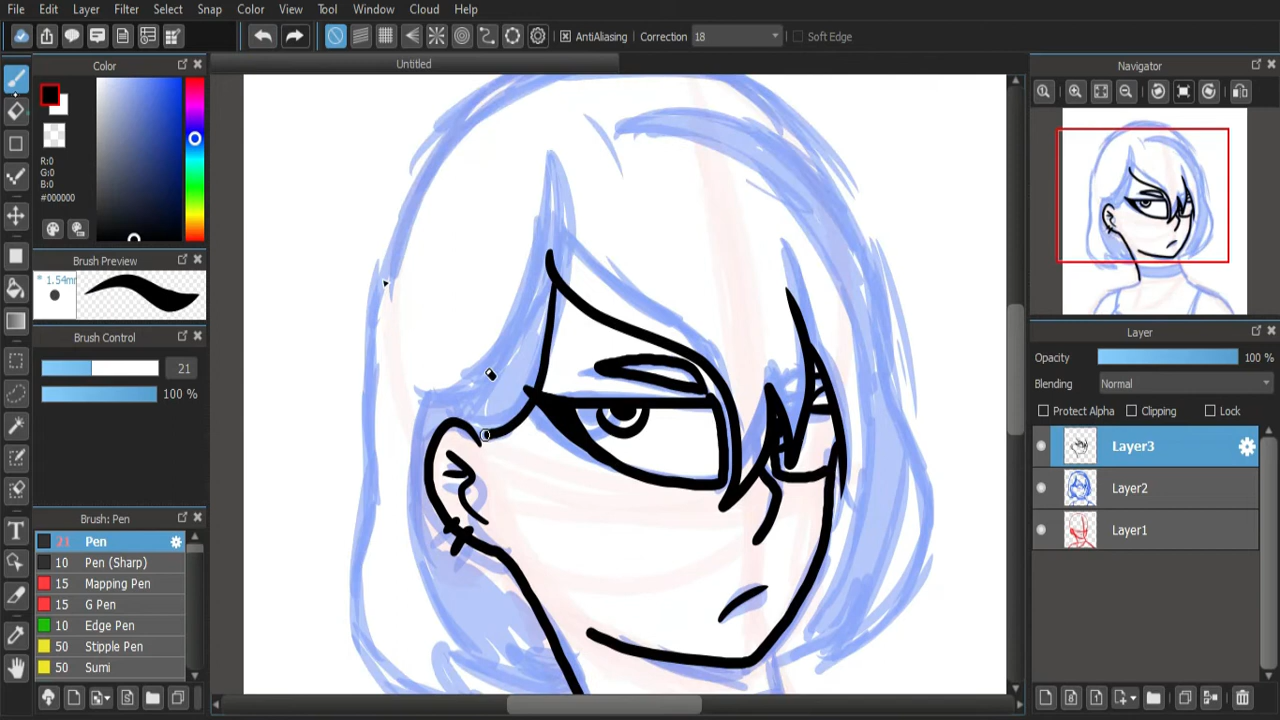 File Edit Layer Filter Select Snap Color View Tool Window Cloud Help
AntiAliasing Correction 18 Soft Edge
Color
Untitled
Navigator
R:0
G:0
B:0
#000000
Brush Preview
1.54mm
Brush Control
21
100 %
Brush: Pen
21 Pen
10 Pen (Sharp)
15 Mapping Pen
15 G Pen
10 Edge Pen
50 Stipple Pen
50 Sumi
Layer
Opacity 100 %
Blending Normal
Protect Alpha Clipping Lock
Layer3
Layer2
Layer1